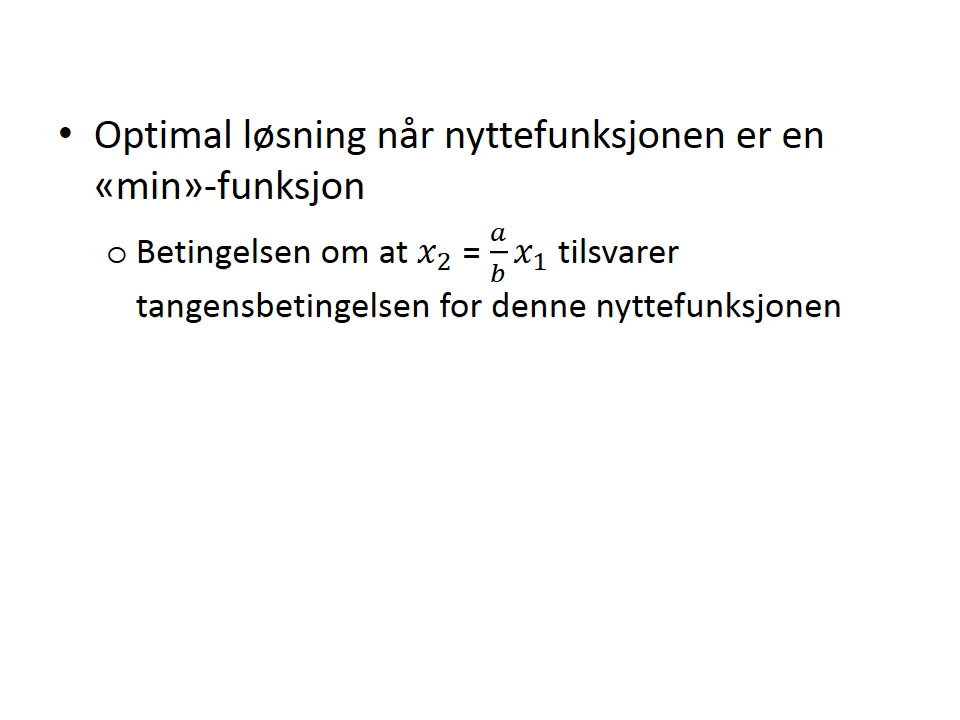 • Optimal løsning når nyttefunksjonen er en
«min»-funksjon
o Betingelsen om at x₂ = a/b x₁ tilsvarer
tangensbetingelsen for denne nyttefunksjonen